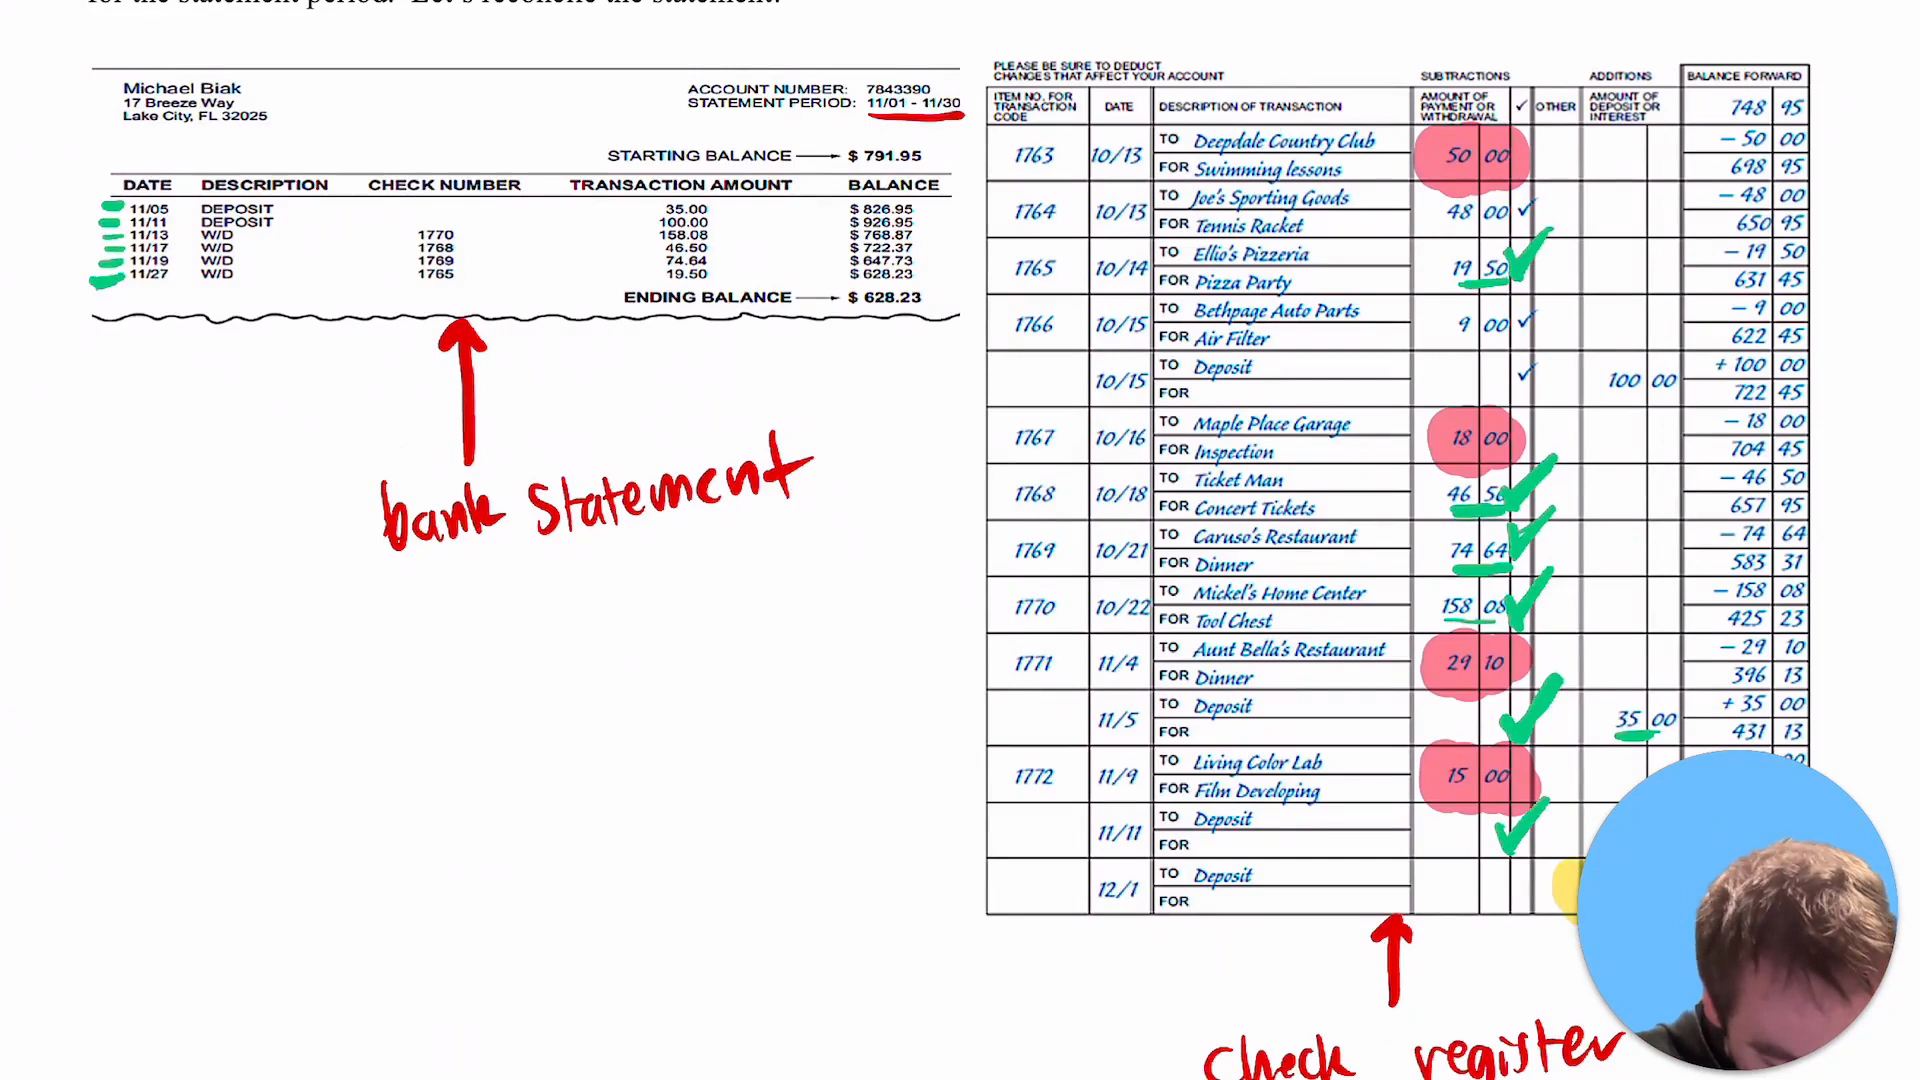 for the statement period. Let's reconcile the statement.
Michael Biak
17 Breeze Way
Lake City, FL 32025
ACCOUNT NUMBER: 7843390
STATEMENT PERIOD: 11/01 - 11/30
STARTING BALANCE → $ 791.95
DATE DESCRIPTION CHECK NUMBER TRANSACTION AMOUNT BALANCE
11/05 DEPOSIT 35.00 $ 826.95
11/11 DEPOSIT 100.00 $ 926.95
11/13 W/D 1770 158.08 $ 768.87
11/17 W/D 1768 46.50 $ 722.37
11/19 W/D 1769 74.64 $ 647.73
11/27 W/D 1765 19.50 $ 628.23
ENDING BALANCE → $ 628.23
bank statement
PLEASE BE SURE TO DEDUCT
CHANGES THAT AFFECT YOUR ACCOUNT SUBTRACTIONS ADDITIONS BALANCE FORWARD
ITEM NO. FOR TRANSACTION CODE DATE DESCRIPTION OF TRANSACTION AMOUNT OF PAYMENT OR WITHDRAWAL ✓ OTHER AMOUNT OF DEPOSIT OR INTEREST 748 95
1763 10/13 TO Deepdale Country Club 50 00 – 50 00
FOR Swimming lessons 698 95
1764 10/13 TO Joe's Sporting Goods 48 00 ✓ – 48 00
FOR Tennis Racket 650 95
1765 10/14 TO Ellio's Pizzeria 19 50 ✓ – 19 50
FOR Pizza Party 631 45
1766 10/15 TO Bethpage Auto Parts 9 00 ✓ – 9 00
FOR Air Filter 622 45
10/15 TO Deposit ✓ 100 00 + 100 00
FOR 722 45
1767 10/16 TO Maple Place Garage 18 00 – 18 00
FOR Inspection 704 45
1768 10/18 TO Ticket Man 46 50 ✓ – 46 50
FOR Concert Tickets 657 95
1769 10/21 TO Caruso's Restaurant 74 64 ✓ – 74 64
FOR Dinner 583 31
1770 10/22 TO Mickel's Home Center 158 08 ✓ – 158 08
FOR Tool Chest 425 23
1771 11/4 TO Aunt Bella's Restaurant 29 10 – 29 10
FOR Dinner 396 13
11/5 TO Deposit ✓ 35 00 + 35 00
FOR 431 13
1772 11/9 TO Living Color Lab 15 00
FOR Film Developing
11/11 TO Deposit ✓
FOR
12/1 TO Deposit
FOR
check register